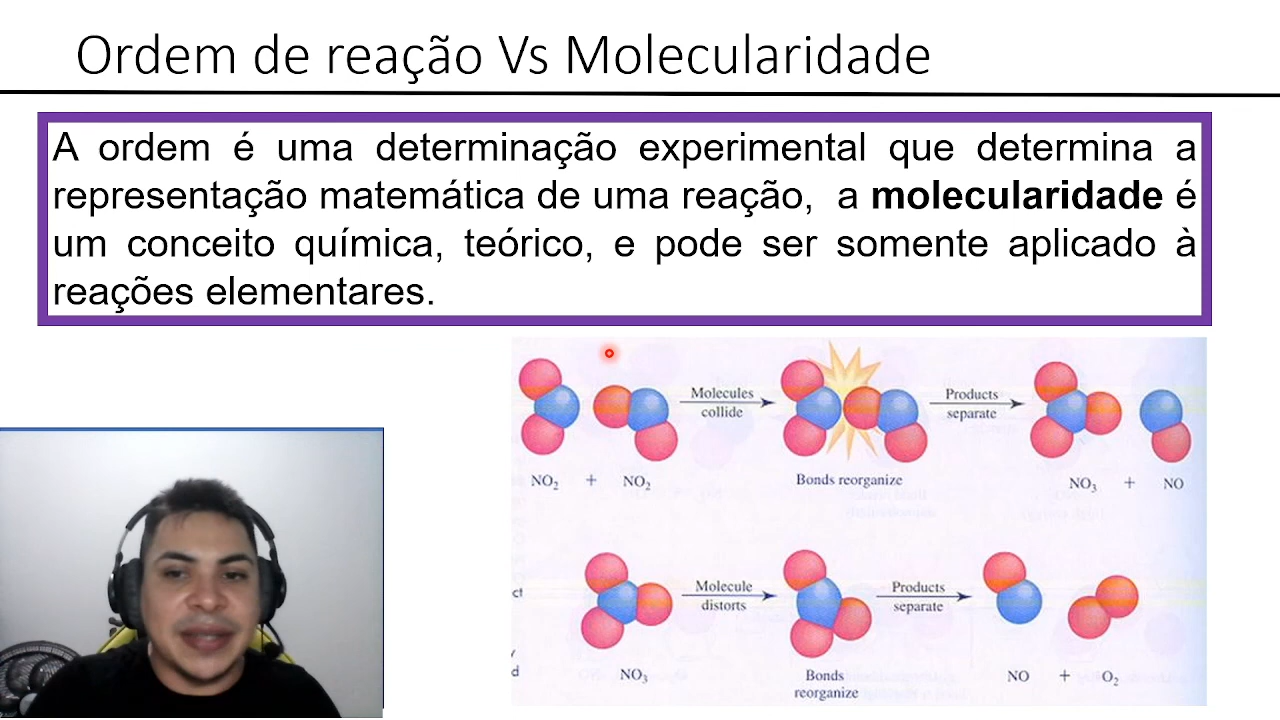 Ordem de reação Vs Molecularidade
A ordem é uma determinação experimental que determina a
representação matemática de uma reação, a molecularidade é
um conceito química, teórico, e pode ser somente aplicado à
reações elementares.
Molecules
collide
Products
separate
NO₂ + NO₂
Bonds reorganize
NO₃ + NO
ct
Molecule
distorts
Products
separate
d
NO₃
Bonds
reorganize
NO + O₂